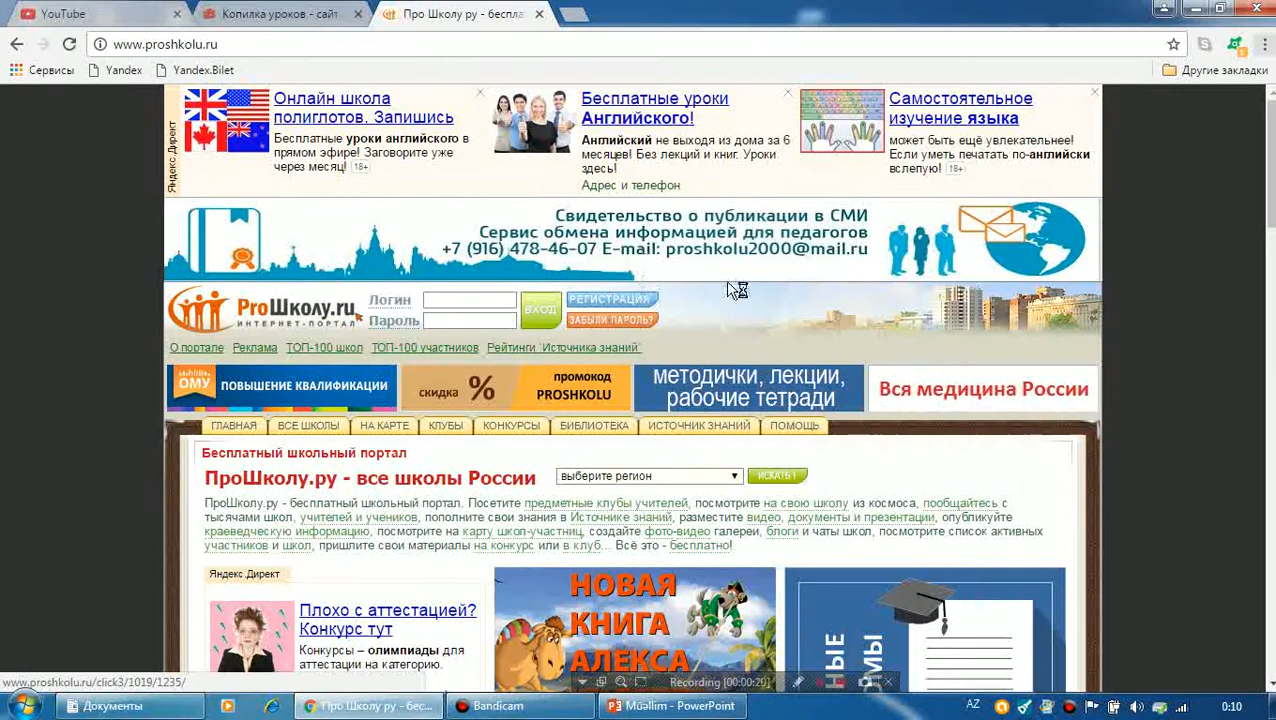 YouTube
Копилка уроков - сайт
Про Школу ру - беспла
www.proshkolu.ru
Сервисы
Yandex
Yandex.Bilet
Другие закладки
Яндекс.Директ
Онлайн школа
полиглотов. Запишись
Бесплатные уроки английского в
прямом эфире! Заговорите уже
через месяц! 18+
Бесплатные уроки
Английского!
Английский не выходя из дома за 6
месяцев! Без лекций и книг. Уроки
здесь!
Адрес и телефон
Самостоятельное
изучение языка
может быть ещё увлекательнее!
Если уметь печатать по-английски
вслепую! 18+
Свидетельство о публикации в СМИ
Сервис обмена информацией для педагогов
+7 (916) 478-46-07 E-mail: proshkolu2000@mail.ru
ProШколу.ru
ИНТЕРНЕТ-ПОРТАЛ
Логин
Пароль
ВХОД
РЕГИСТРАЦИЯ
ЗАБЫЛИ ПАРОЛЬ?
О портале Реклама ТОП-100 школ ТОП-100 участников Рейтинги 'Источника знаний'
ОМУ ПОВЫШЕНИЕ КВАЛИФИКАЦИИ
скидка %
промокод
PROSHKOLU
методички, лекции,
рабочие тетради
Вся медицина России
ГЛАВНАЯ ВСЕ ШКОЛЫ НА КАРТЕ КЛУБЫ КОНКУРСЫ БИБЛИОТЕКА ИСТОЧНИК ЗНАНИЙ ПОМОЩЬ
Бесплатный школьный портал
ПроШколу.ру - все школы России
выберите регион
ИСКАТЬ !
ПроШколу.ру - бесплатный школьный портал. Посетите предметные клубы учителей, посмотрите на свою школу из космоса, пообщайтесь с
тысячами школ, учителей и учеников, пополните свои знания в Источнике знаний, разместите видео, документы и презентации, опубликуйте
краеведческую информацию, посмотрите на карту школ-участниц, создайте фото-видео галереи, блоги и чаты школ, посмотрите список активных
участников и школ, пришлите свои материалы на конкурс или в клуб... Всё это - бесплатно!
Яндекс.Директ
Плохо с аттестацией?
Конкурс тут
Конкурсы – олимпиады для
аттестации на категорию.
НОВАЯ
КНИГА
АЛЕКСА
www.proshkolu.ru/click3/1019/1235/
Recording [00:00:29]
Документы
Про Школу ру - бес...
Bandicam
Müəllim - PowerPoint
AZ
0:10